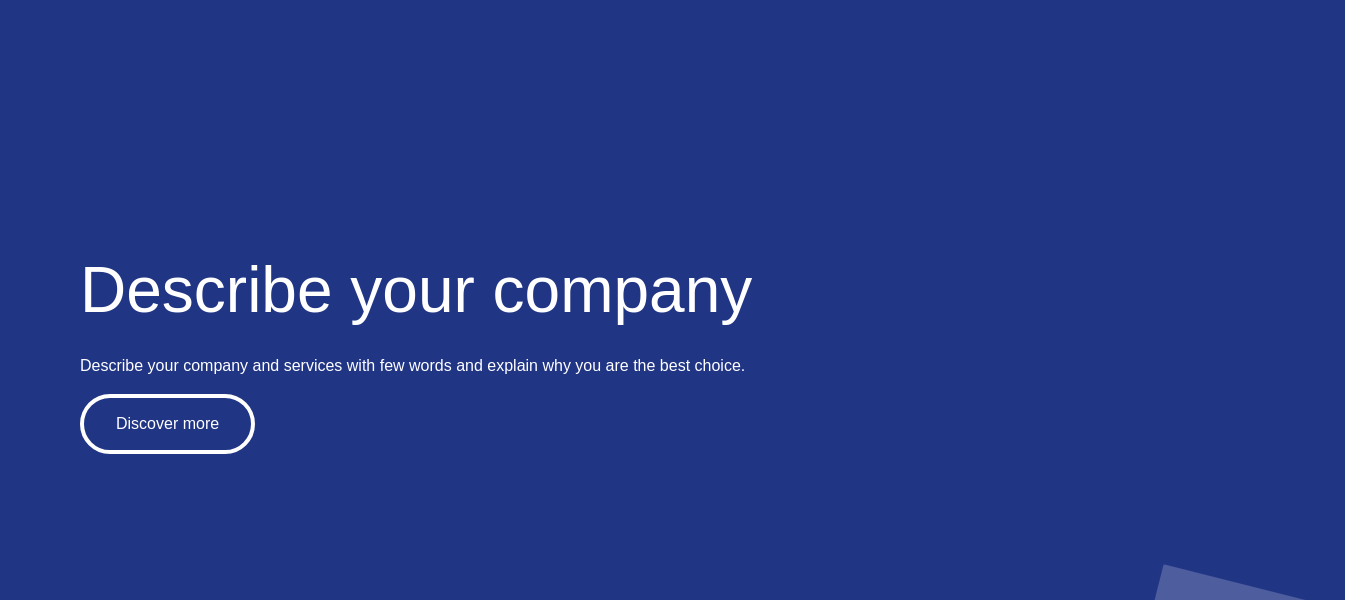 Describe your company
Describe your company and services with few words and explain why you are the best choice.
Discover more